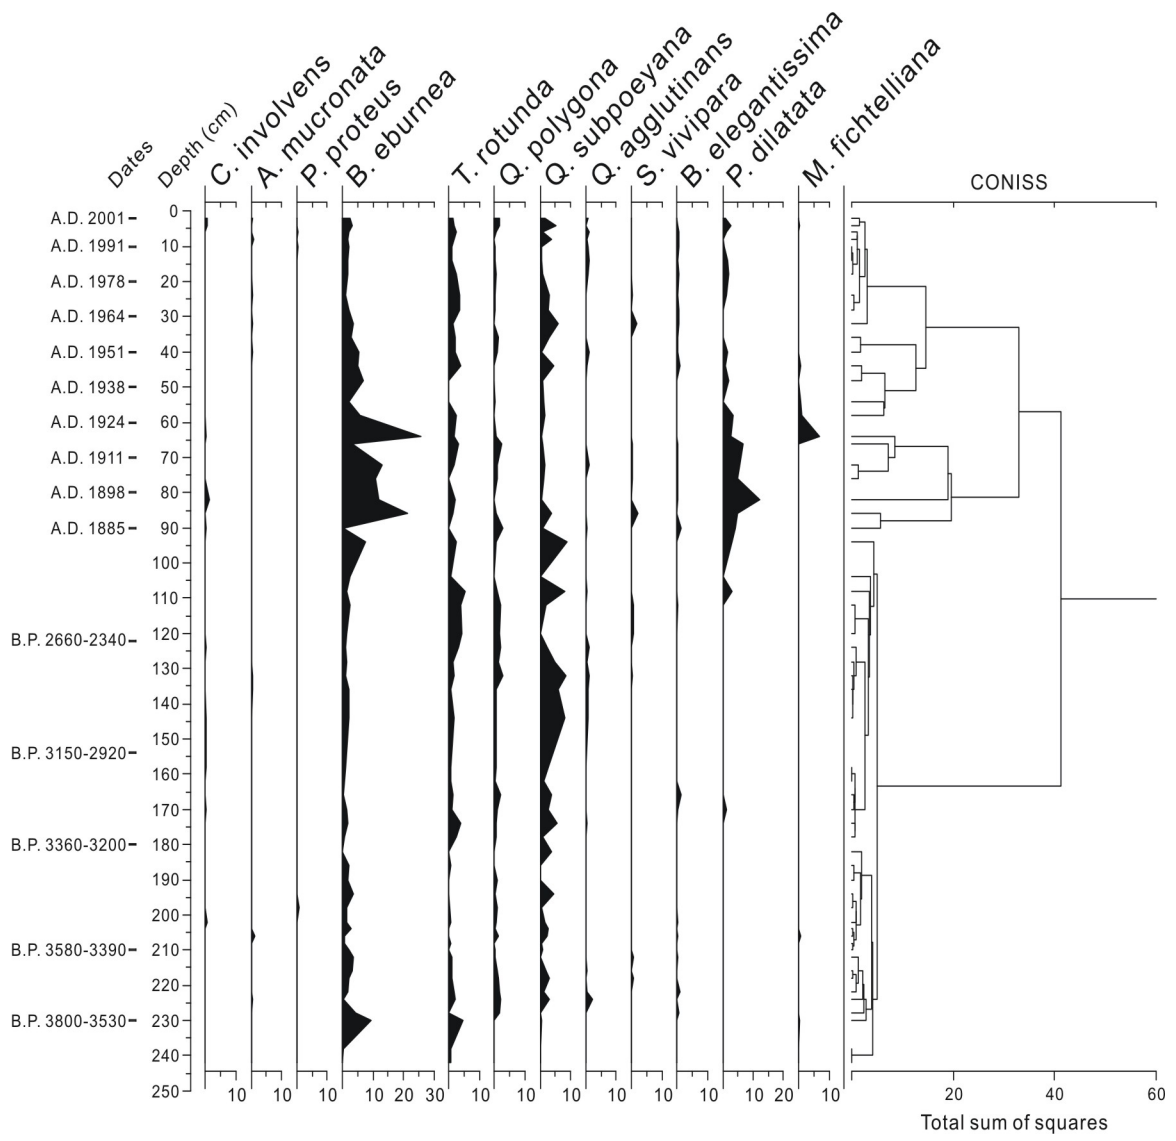 Dates
Depth (cm)
C. involvens
A. mucronata
P. proteus
B. eburnea
T. rotunda
Q. polygona
Q. subpoeyana
Q. agglutinans
S. vivipara
B. elegantissima
P. dilatata
M. fichtelliana
CONISS
0 20 40 60
A.D. 2001
A.D. 1991
A.D. 1978
A.D. 1964
A.D. 1951
A.D. 1938
A.D. 1924
A.D. 1911
A.D. 1898
A.D. 1885
B.P. 2660-2340
B.P. 3150-2920
B.P. 3360-3200
B.P. 3580-3390
B.P. 3800-3530
0
10
20
30
40
50
60
70
80
90
100
110
120
130
140
150
160
170
180
190
200
210
220
230
240
250
10 10 10 10 20 30 10 10 10 10 10 10 10 20 10
20 40 60
Total sum of squares